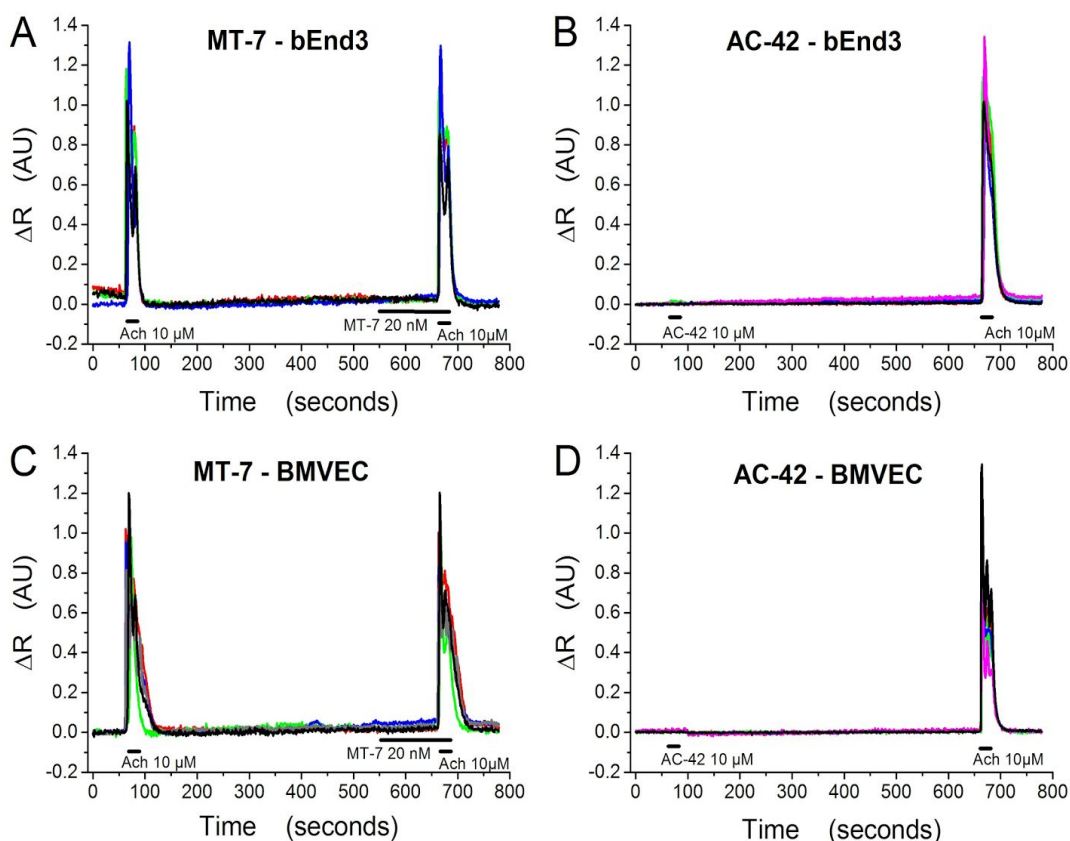 A
MT-7 - bEnd3
1.4
1.2
1.0
0.8
0.6
0.4
0.2
0.0
-0.2
ΔR (AU)
Ach 10 µM
MT-7 20 nM
Ach 10µM
0 100 200 300 400 500 600 700 800
Time (seconds)
B
AC-42 - bEnd3
1.4
1.2
1.0
0.8
0.6
0.4
0.2
0.0
-0.2
ΔR (AU)
AC-42 10 µM
Ach 10µM
0 100 200 300 400 500 600 700 800
Time (seconds)
C
MT-7 - BMVEC
1.4
1.2
1.0
0.8
0.6
0.4
0.2
0.0
-0.2
ΔR (AU)
Ach 10 µM
MT-7 20 nM
Ach 10µM
0 100 200 300 400 500 600 700 800
Time (seconds)
D
AC-42 - BMVEC
1.4
1.2
1.0
0.8
0.6
0.4
0.2
0.0
-0.2
ΔR (AU)
AC-42 10 µM
Ach 10µM
0 100 200 300 400 500 600 700 800
Time (seconds)